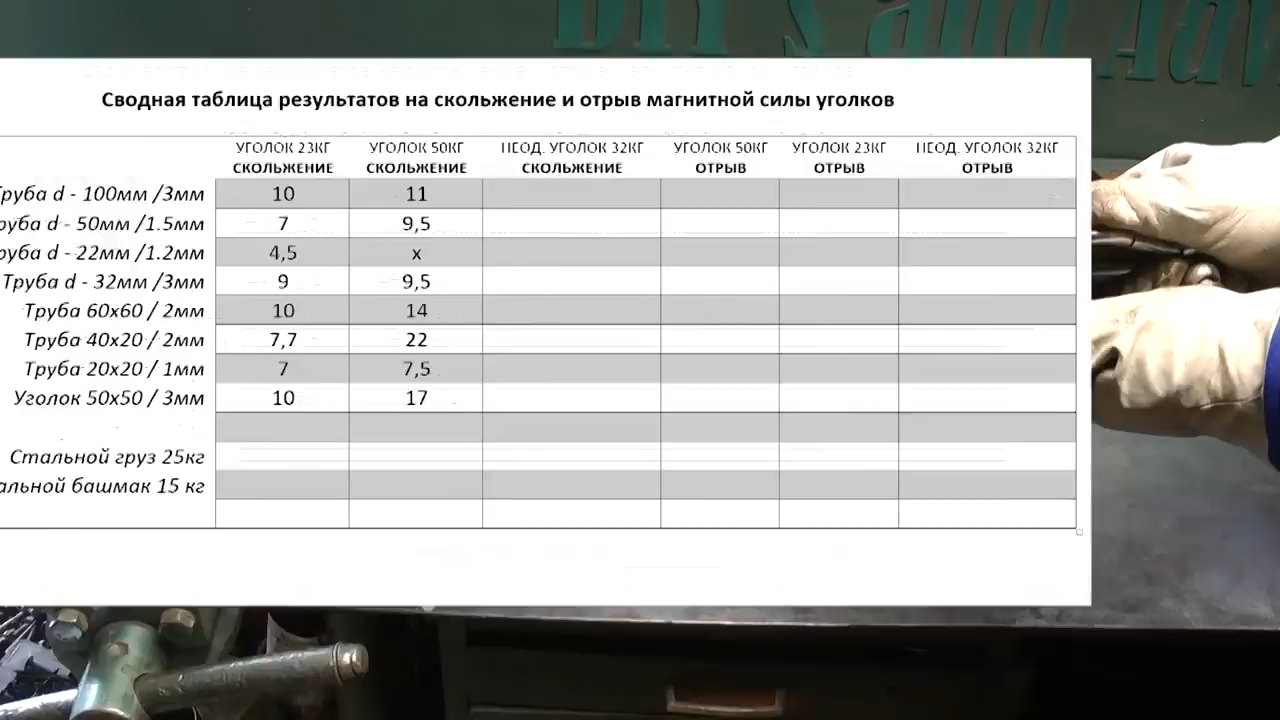 DIY's and Adv
Сводная таблица результатов на скольжение и отрыв магнитной силы уголков
УГОЛОК 23КГ СКОЛЬЖЕНИЕ УГОЛОК 50КГ СКОЛЬЖЕНИЕ НЕОД. УГОЛОК 32КГ СКОЛЬЖЕНИЕ УГОЛОК 50КГ ОТРЫВ УГОЛОК 23КГ ОТРЫВ НЕОД. УГОЛОК 32КГ ОТРЫВ
Труба d - 100мм /3мм 10 11
руба d - 50мм /1.5мм 7 9,5
уба d - 22мм /1.2мм 4,5 x
Труба d - 32мм /3мм 9 9,5
Труба 60x60 / 2мм 10 14
Труба 40x20 / 2мм 7,7 22
Труба 20x20 / 1мм 7 7,5
Уголок 50x50 / 3мм 10 17
Стальной груз 25кг
альной башмак 15 кг